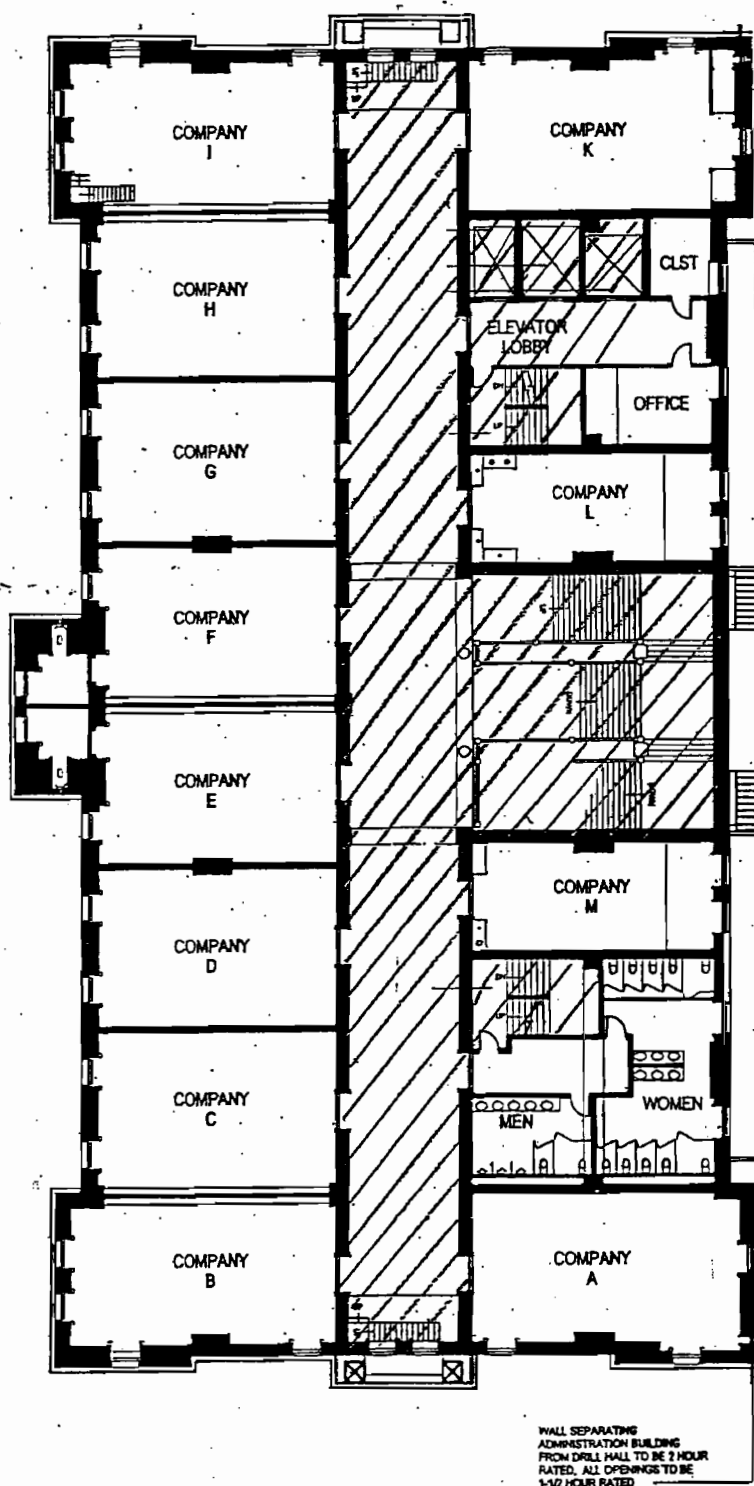 COMPANY
J
COMPANY
K
COMPANY
H
CLST
ELEVATOR
LOBBY
OFFICE
COMPANY
G
COMPANY
L
COMPANY
F
COMPANY
E
COMPANY
M
COMPANY
D
COMPANY
C
MEN
WOMEN
COMPANY
B
COMPANY
A
WALL SEPARATING
ADMINISTRATION BUILDING
FROM DRILL HALL TO BE 2 HOUR
RATED, ALL OPENINGS TO BE
1-1/2 HOUR RATED